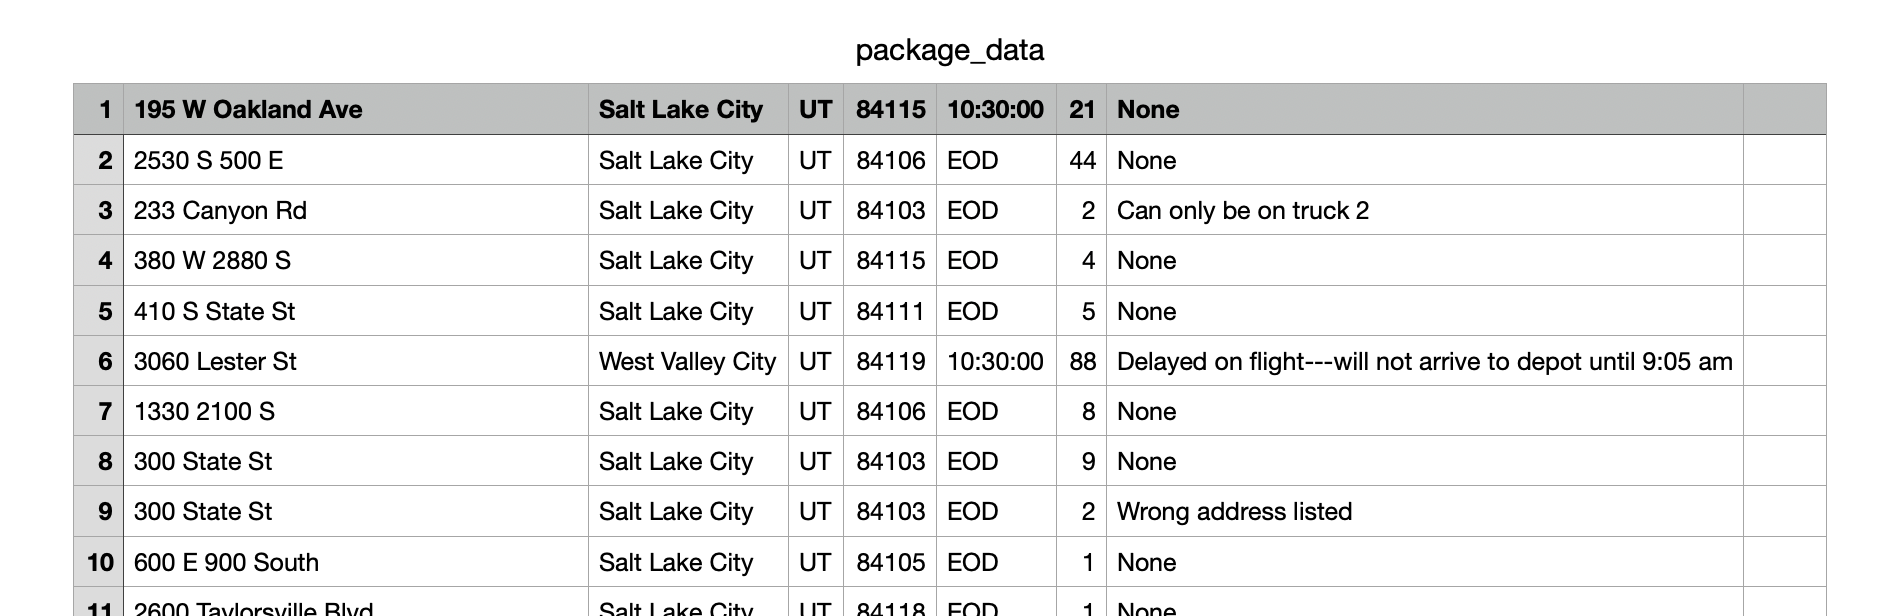 package_data
1 195 W Oakland Ave Salt Lake City UT 84115 10:30:00 21 None
2 2530 S 500 E Salt Lake City UT 84106 EOD 44 None
3 233 Canyon Rd Salt Lake City UT 84103 EOD 2 Can only be on truck 2
4 380 W 2880 S Salt Lake City UT 84115 EOD 4 None
5 410 S State St Salt Lake City UT 84111 EOD 5 None
6 3060 Lester St West Valley City UT 84119 10:30:00 88 Delayed on flight---will not arrive to depot until 9:05 am
7 1330 2100 S Salt Lake City UT 84106 EOD 8 None
8 300 State St Salt Lake City UT 84103 EOD 9 None
9 300 State St Salt Lake City UT 84103 EOD 2 Wrong address listed
10 600 E 900 South Salt Lake City UT 84105 EOD 1 None
11 2600 Taylorsville Blvd Salt Lake City UT 84118 EOD 1 None